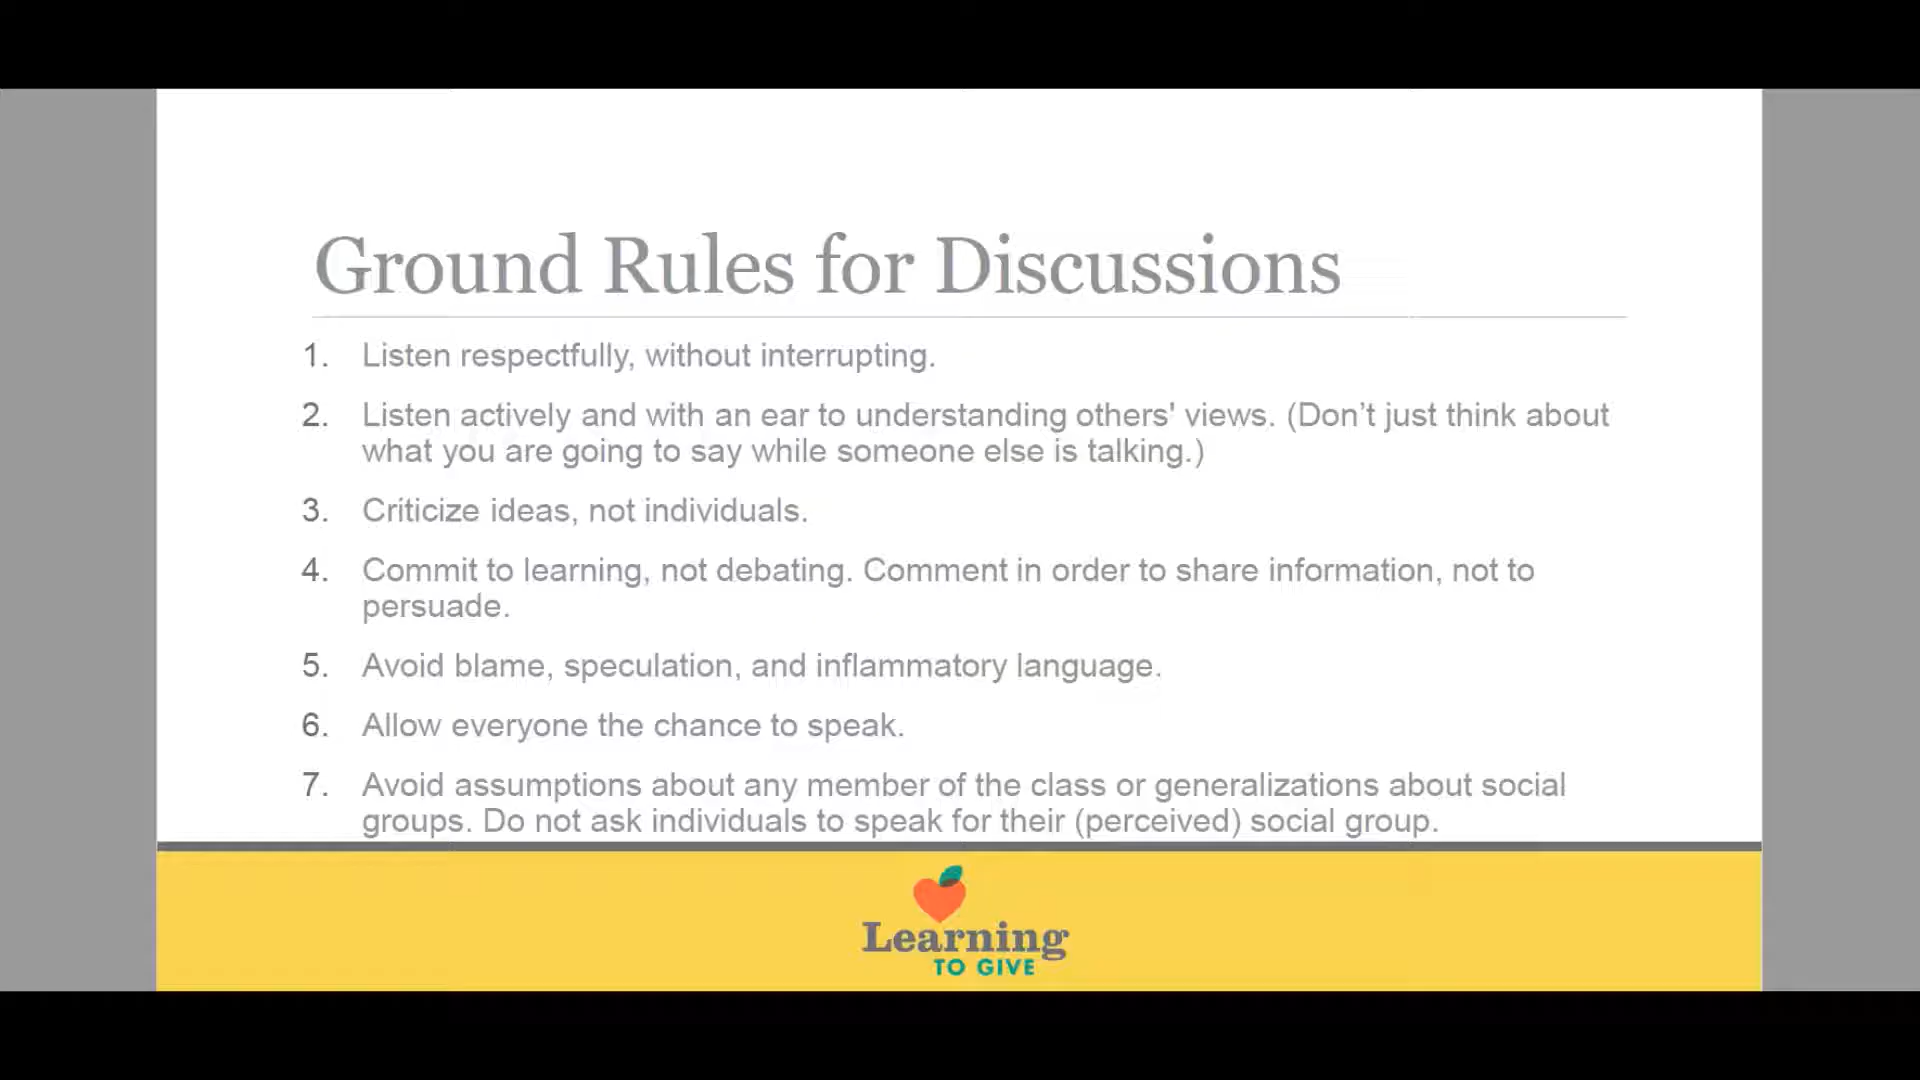 Ground Rules for Discussions
1. Listen respectfully, without interrupting.
2. Listen actively and with an ear to understanding others' views. (Don’t just think about
what you are going to say while someone else is talking.)
3. Criticize ideas, not individuals.
4. Commit to learning, not debating. Comment in order to share information, not to
persuade.
5. Avoid blame, speculation, and inflammatory language.
6. Allow everyone the chance to speak.
7. Avoid assumptions about any member of the class or generalizations about social
groups. Do not ask individuals to speak for their (perceived) social group.
Learning
TO GIVE